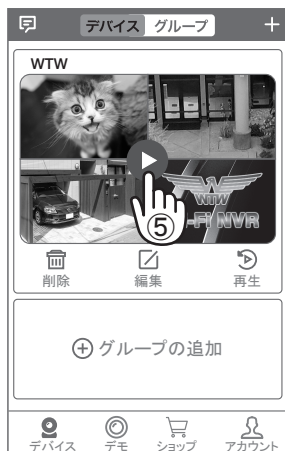 デバイス グループ
WTW
WTW
-FI NVR
⑤
削除 編集 再生
グループの追加
デバイス デモ ショップ アカウント